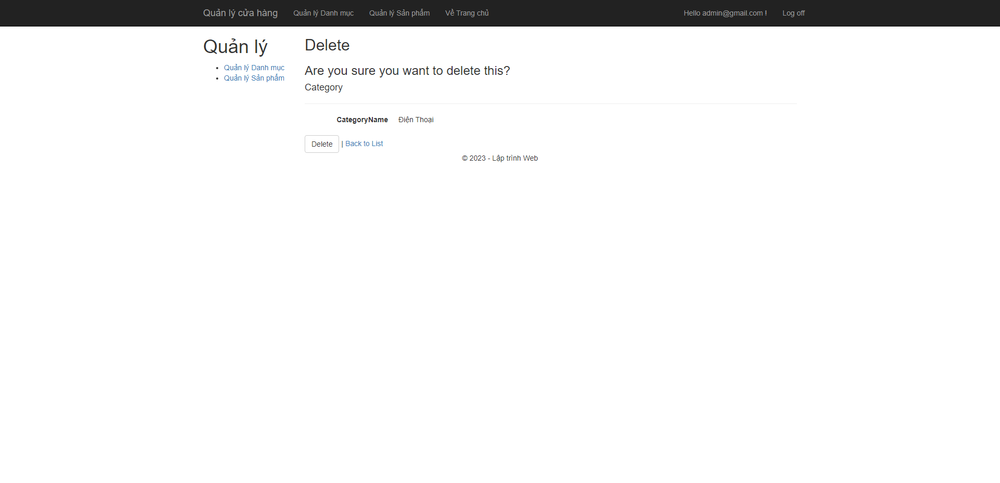 Quản lý cửa hàng Quản lý Danh mục Quản lý Sản phẩm Về Trang chủ Hello admin@gmail.com ! Log off
Quản lý
Quản lý Danh mục
Quản lý Sản phẩm
Delete
Are you sure you want to delete this?
Category
CategoryName Điện Thoại
Delete | Back to List
© 2023 - Lập trình Web